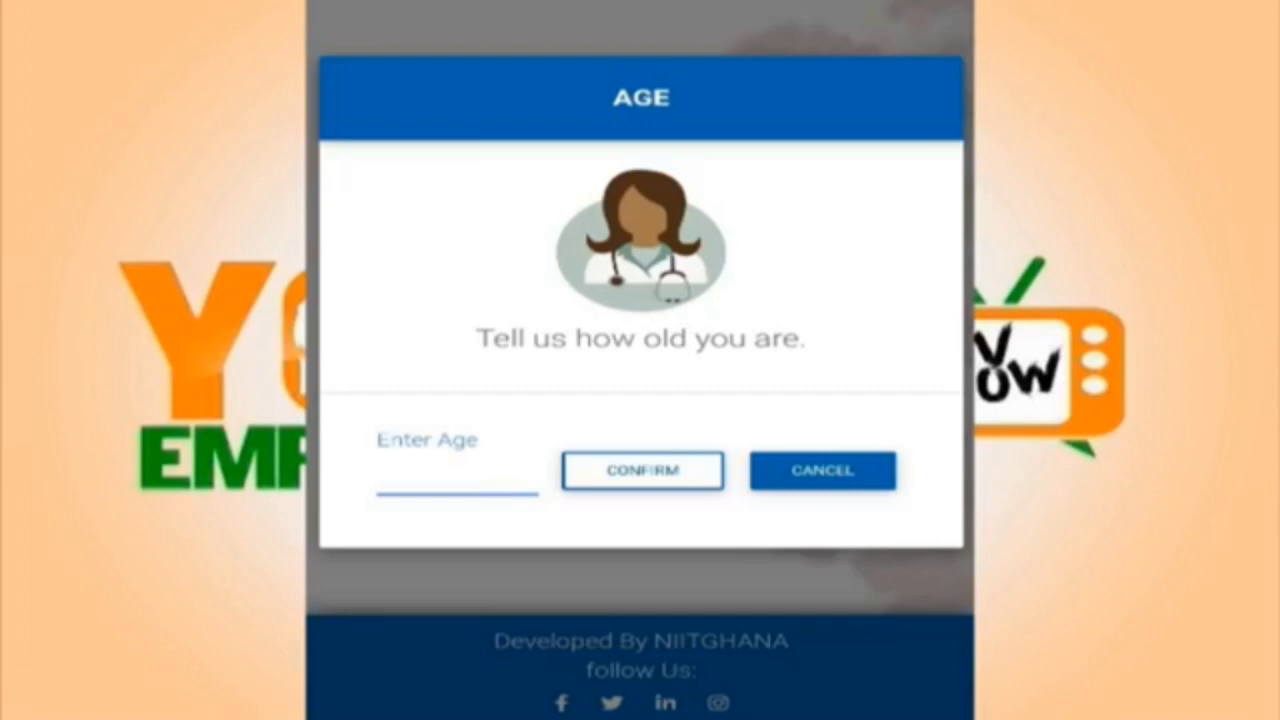 AGE
Tell us how old you are.
Enter Age
CONFIRM
CANCEL
Developed By NIITGHANA
follow Us: